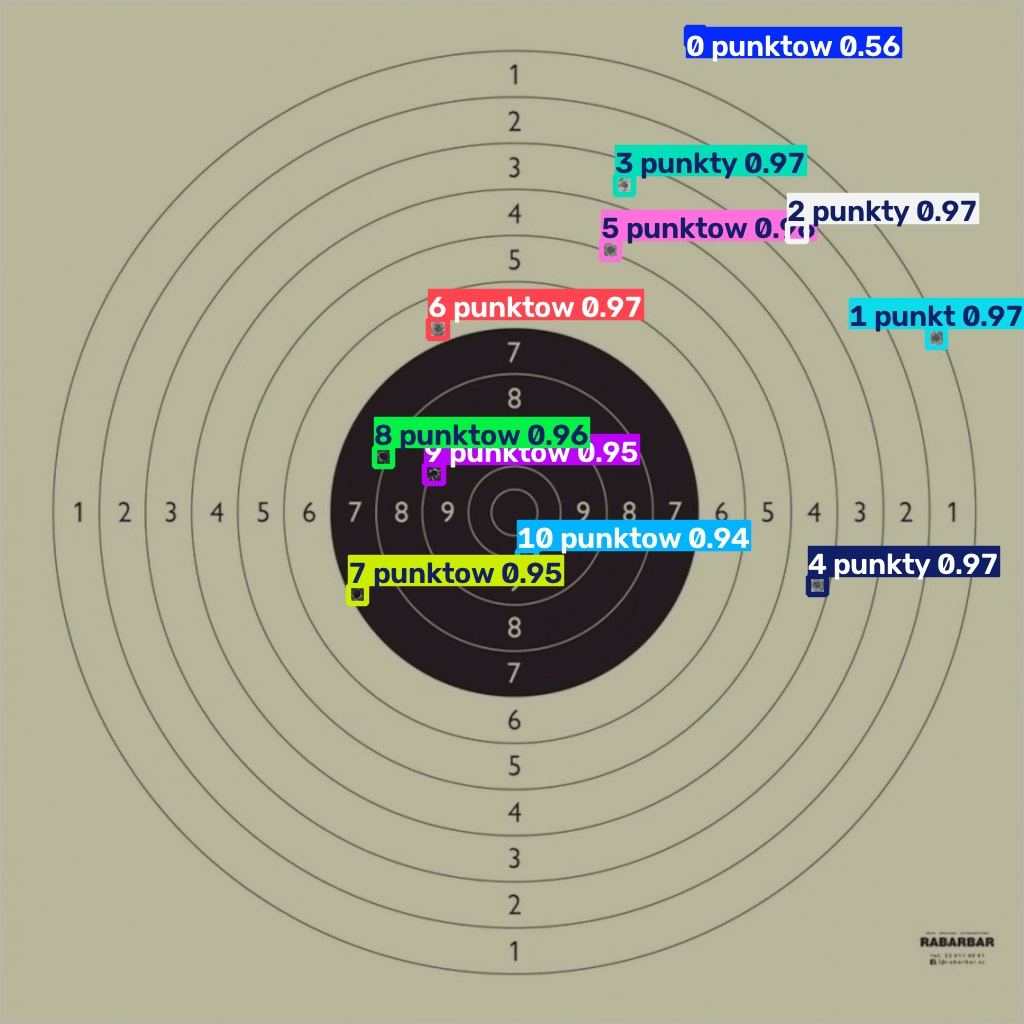 0 punktow 0.56
1
2
3 punkty 0.97
3
2 punkty 0.97
4
5 punktow
5
6 punktow 0.97
1 punkt 0.97
7
8
8 punktow 0.96
9 punktow 0.95
1 2 3 4 5 6 7 8 9 9 8 7 6 5 4 3 2 1
10 punktow 0.94
4 punkty 0.97
7 punktow 0.95
8
7
6
5
4
3
2
1
RABARBAR